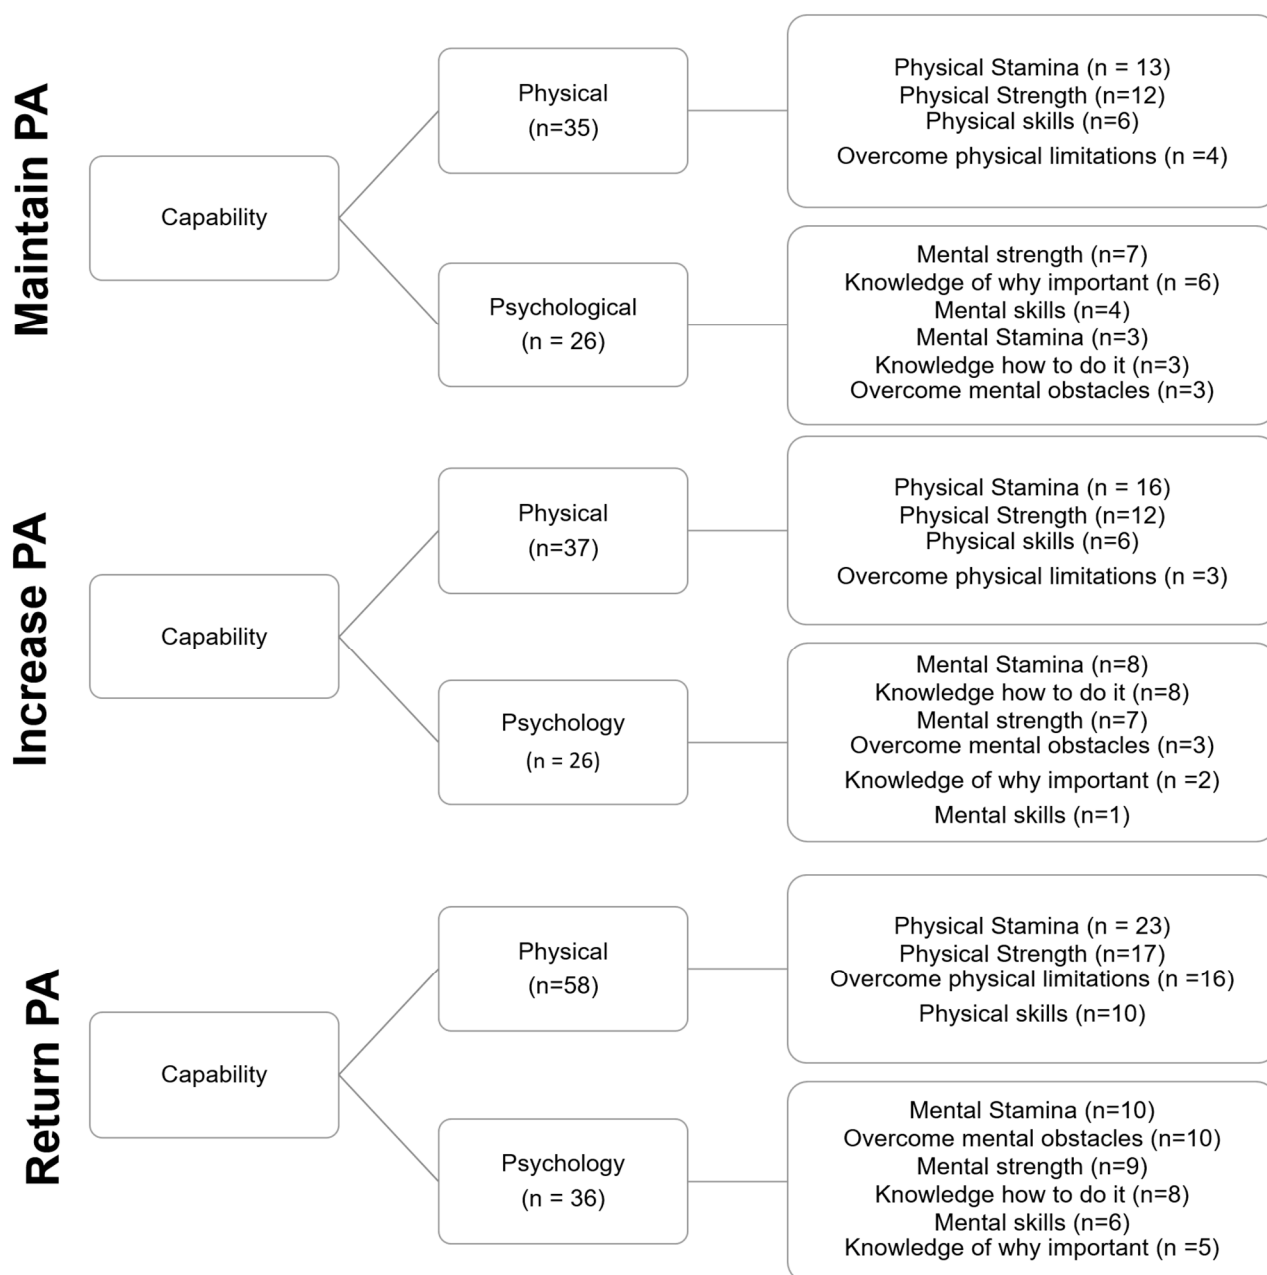 Maintain PA
Capability
Physical
(n=35)
Physical Stamina (n = 13)
Physical Strength (n=12)
Physical skills (n=6)
Overcome physical limitations (n =4)
Psychological
(n = 26)
Mental strength (n=7)
Knowledge of why important (n =6)
Mental skills (n=4)
Mental Stamina (n=3)
Knowledge how to do it (n=3)
Overcome mental obstacles (n=3)
Increase PA
Capability
Physical
(n=37)
Physical Stamina (n = 16)
Physical Strength (n=12)
Physical skills (n=6)
Overcome physical limitations (n =3)
Psychology
(n = 26)
Mental Stamina (n=8)
Knowledge how to do it (n=8)
Mental strength (n=7)
Overcome mental obstacles (n=3)
Knowledge of why important (n =2)
Mental skills (n=1)
Return PA
Capability
Physical
(n=58)
Physical Stamina (n = 23)
Physical Strength (n=17)
Overcome physical limitations (n =16)
Physical skills (n=10)
Psychology
(n = 36)
Mental Stamina (n=10)
Overcome mental obstacles (n=10)
Mental strength (n=9)
Knowledge how to do it (n=8)
Mental skills (n=6)
Knowledge of why important (n =5)